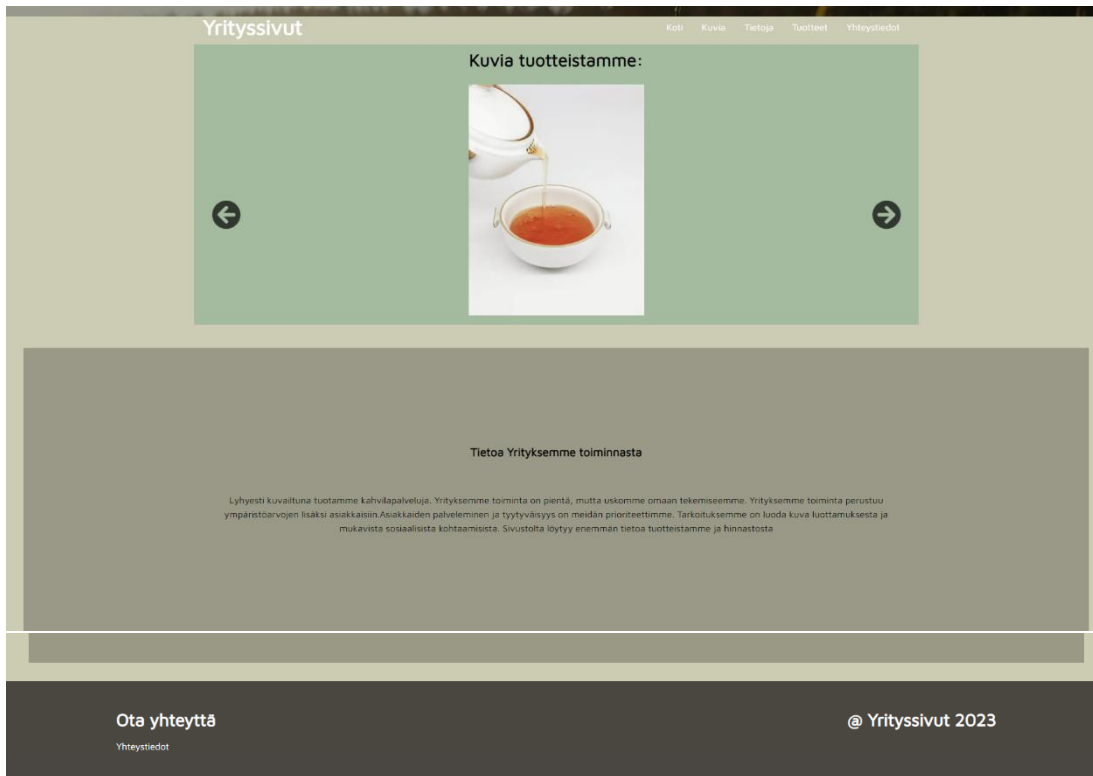 Yrityssivut
Koti Kuvia Tietoja Tuotteet Yhteystiedot
Kuvia tuotteistamme:
Tietoa Yrityksemme toiminnasta
Lyhyesti kuvailtuna tuotamme kahvilapalveluja. Yrityksemme toiminta on pientä, mutta uskomme omaan tekemiseemme. Yrityksemme toiminta perustuu
ympäristöarvojen lisäksi asiakkaisiin.Asiakkaiden palveleminen ja tyytyväisyys on meidän prioriteettimme. Tarkoituksemme on luoda kuva luottamuksesta ja
mukavista sosiaalisista kohtaamisista. Sivustolta löytyy enemmän tietoa tuotteistamme ja hinnastosta
Ota yhteyttä
@ Yrityssivut 2023
Yhteystiedot